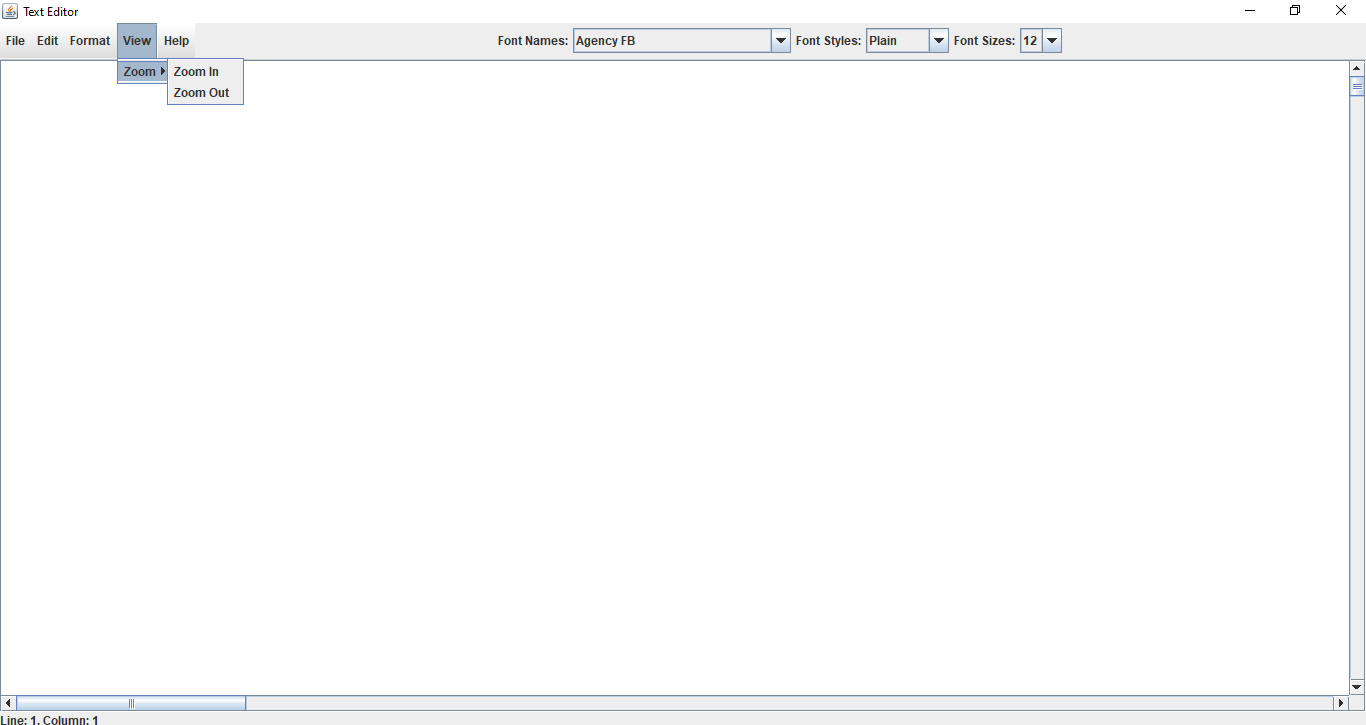 Text Editor
File Edit Format View Help Font Names: Agency FB Font Styles: Plain Font Sizes: 12
Zoom Zoom In
Zoom Out
Line: 1, Column: 1